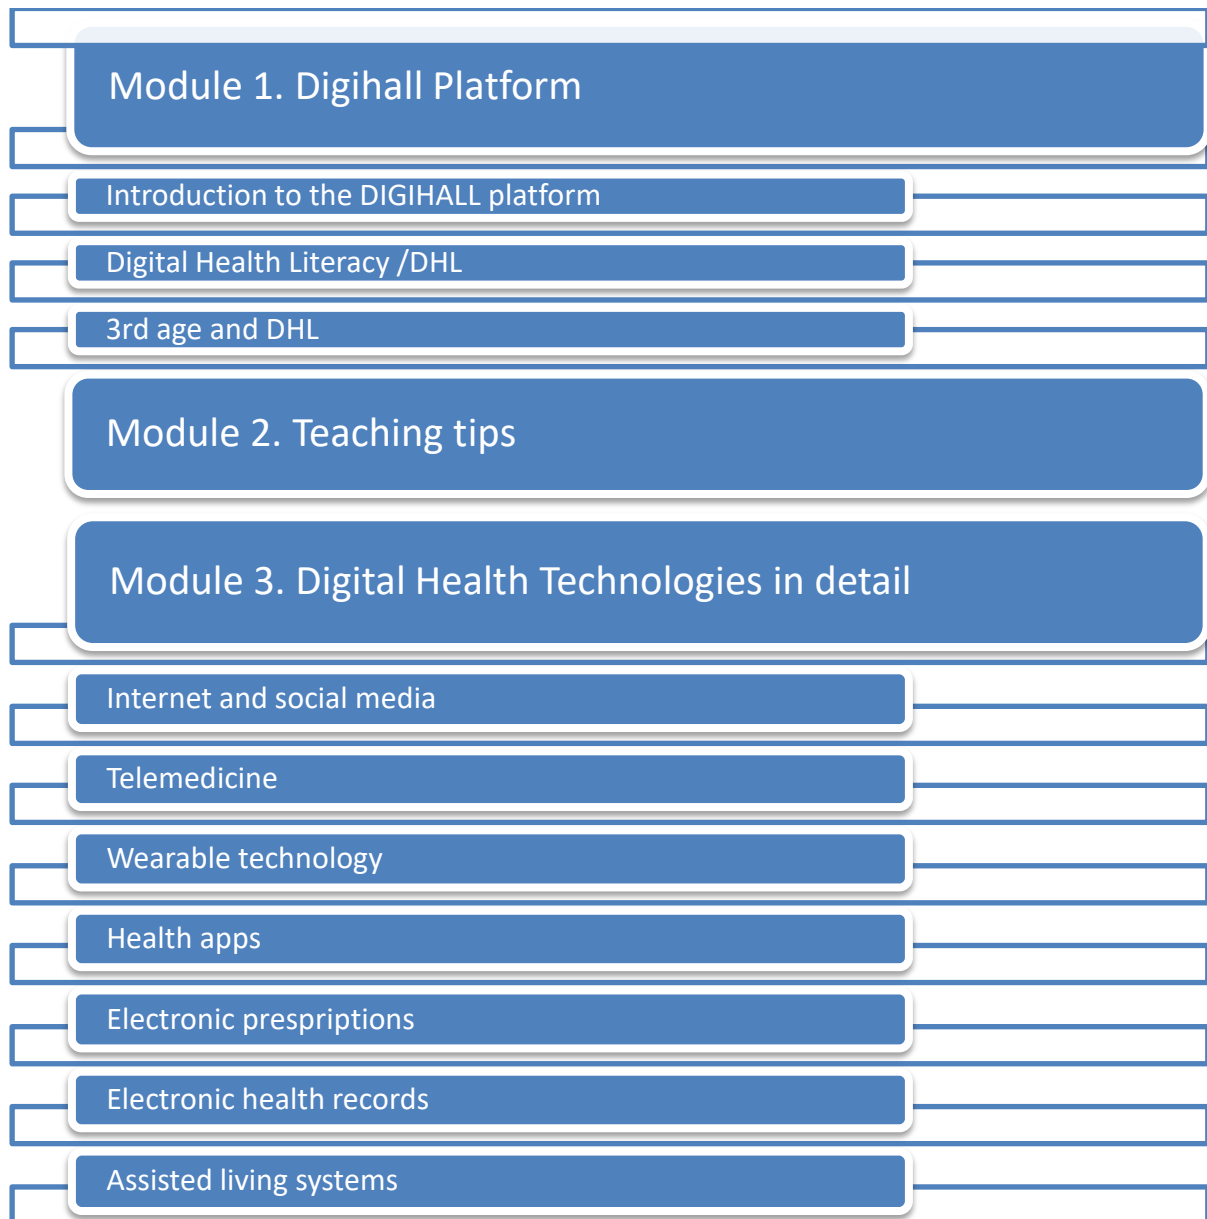 Module 1. Digihall Platform
Introduction to the DIGIHALL platform
Digital Health Literacy /DHL
3rd age and DHL
Module 2. Teaching tips
Module 3. Digital Health Technologies in detail
Internet and social media
Telemedicine
Wearable technology
Health apps
Electronic prespriptions
Electronic health records
Assisted living systems